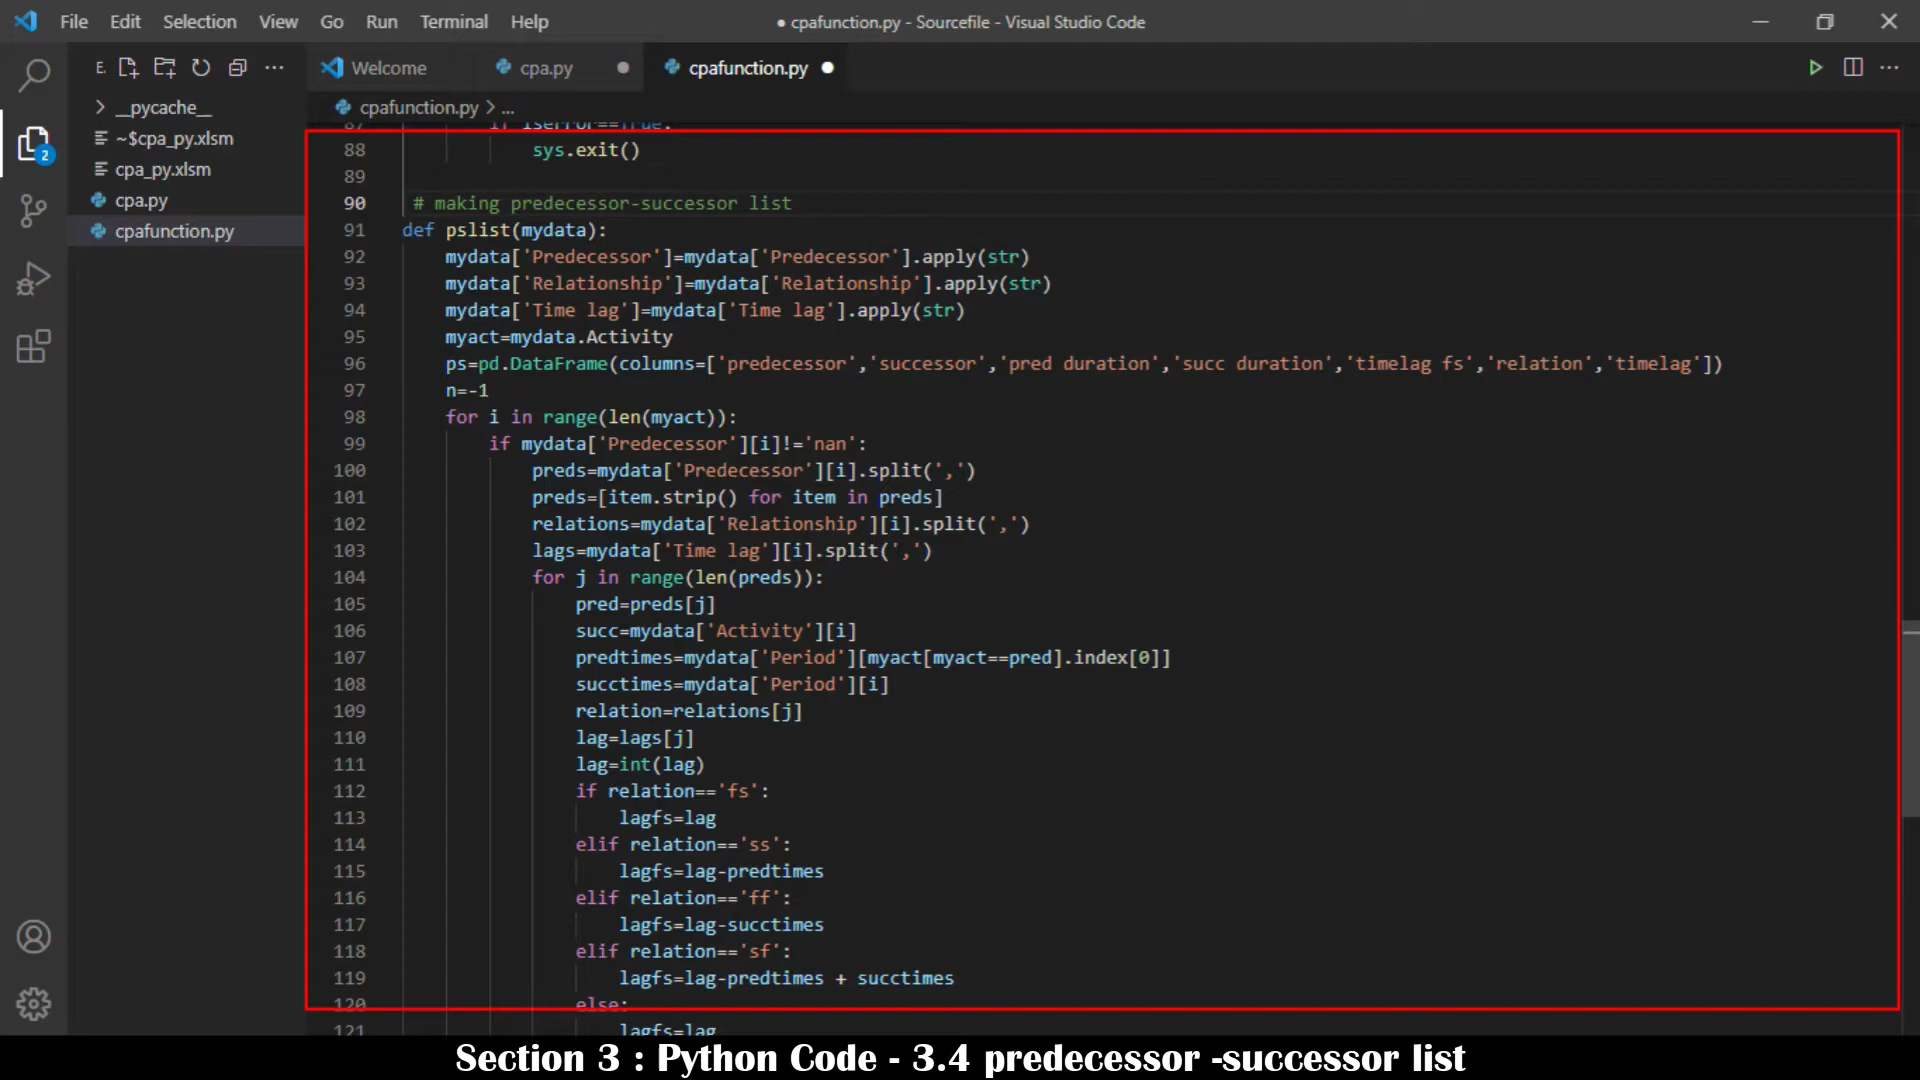 File Edit Selection View Go Run Terminal Help
● cpafunction.py - Sourcefile - Visual Studio Code
E.
Welcome
cpa.py
cpafunction.py
__pycache__
~$cpa_py.xlsm
cpa_py.xlsm
cpa.py
cpafunction.py
2
cpafunction.py > ...
87 if iserror==True:
88 sys.exit()
89
90 # making predecessor-successor list
91 def pslist(mydata):
92 mydata['Predecessor']=mydata['Predecessor'].apply(str)
93 mydata['Relationship']=mydata['Relationship'].apply(str)
94 mydata['Time lag']=mydata['Time lag'].apply(str)
95 myact=mydata.Activity
96 ps=pd.DataFrame(columns=['predecessor','successor','pred duration','succ duration','timelag fs','relation','timelag'])
97 n=-1
98 for i in range(len(myact)):
99 if mydata['Predecessor'][i]!='nan':
100 preds=mydata['Predecessor'][i].split(',')
101 preds=[item.strip() for item in preds]
102 relations=mydata['Relationship'][i].split(',')
103 lags=mydata['Time lag'][i].split(',')
104 for j in range(len(preds)):
105 pred=preds[j]
106 succ=mydata['Activity'][i]
107 predtimes=mydata['Period'][myact[myact==pred].index[0]]
108 succtimes=mydata['Period'][i]
109 relation=relations[j]
110 lag=lags[j]
111 lag=int(lag)
112 if relation=='fs':
113 lagfs=lag
114 elif relation=='ss':
115 lagfs=lag-predtimes
116 elif relation=='ff':
117 lagfs=lag-succtimes
118 elif relation=='sf':
119 lagfs=lag-predtimes + succtimes
120 else:
121 lagfs=lag
Section 3 : Python Code - 3.4 predecessor -successor list